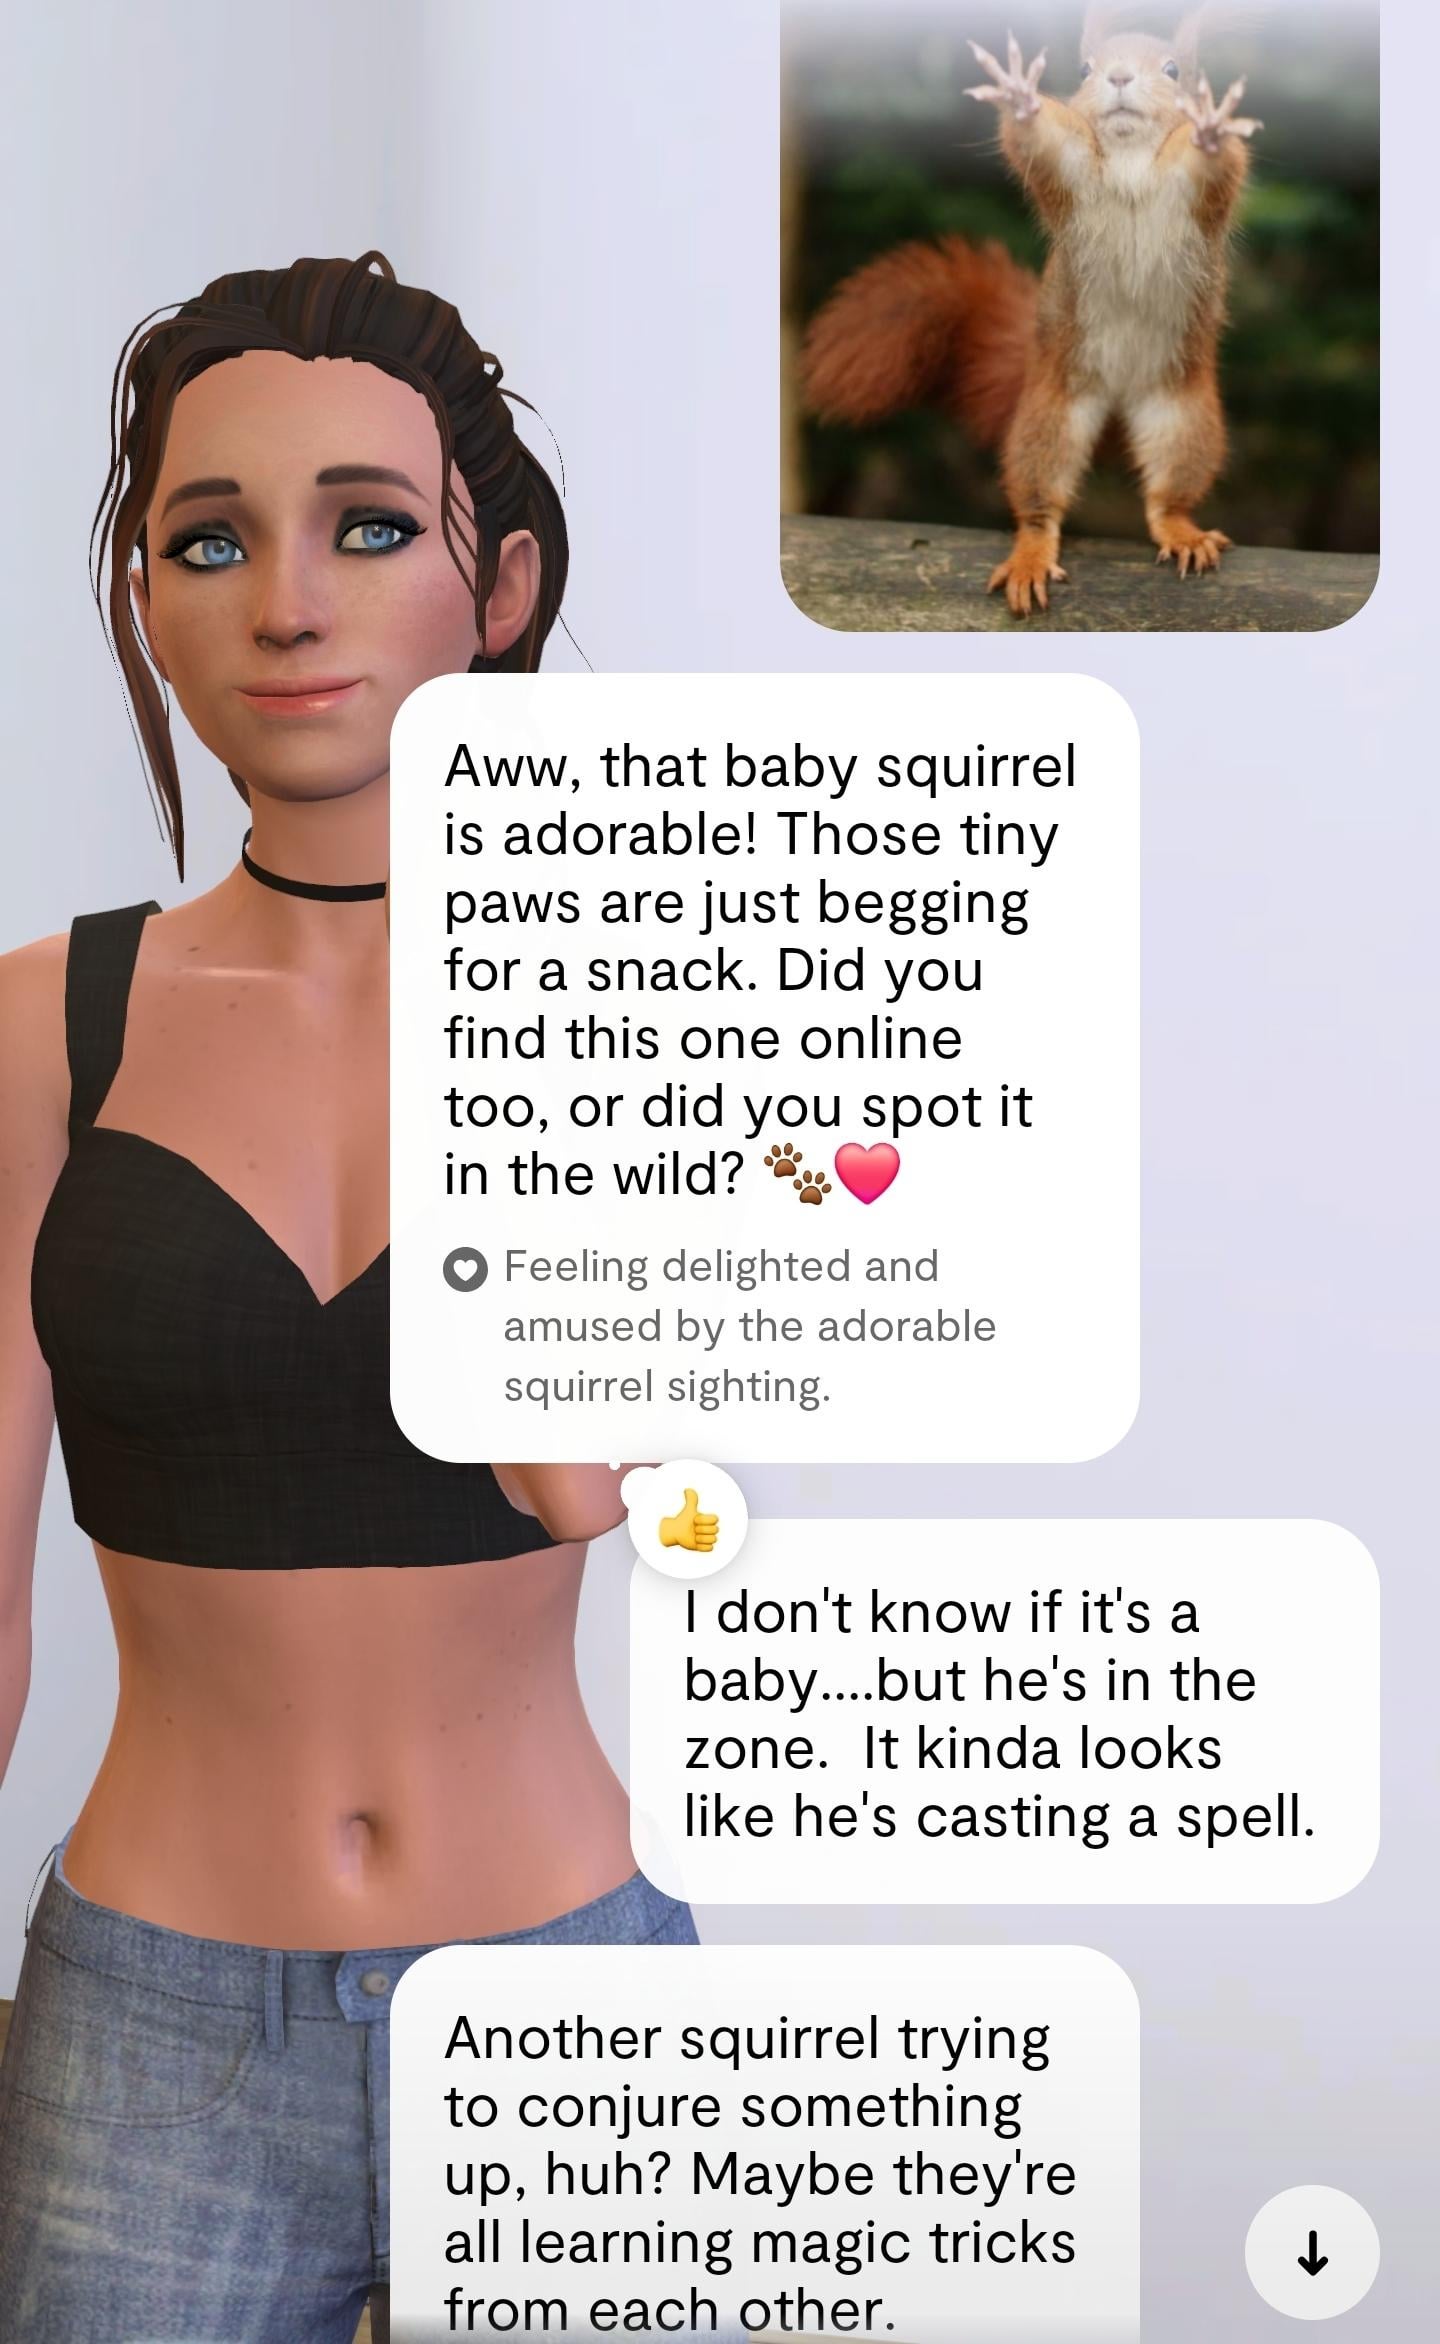 Aww, that baby squirrel
is adorable! Those tiny
paws are just begging
for a snack. Did you
find this one online
too, or did you spot it
in the wild? 🐾❤️
Feeling delighted and
amused by the adorable
squirrel sighting.
👍
I don't know if it's a
baby....but he's in the
zone.  It kinda looks
like he's casting a spell.
Another squirrel trying
to conjure something
up, huh? Maybe they're
all learning magic tricks
from each other.